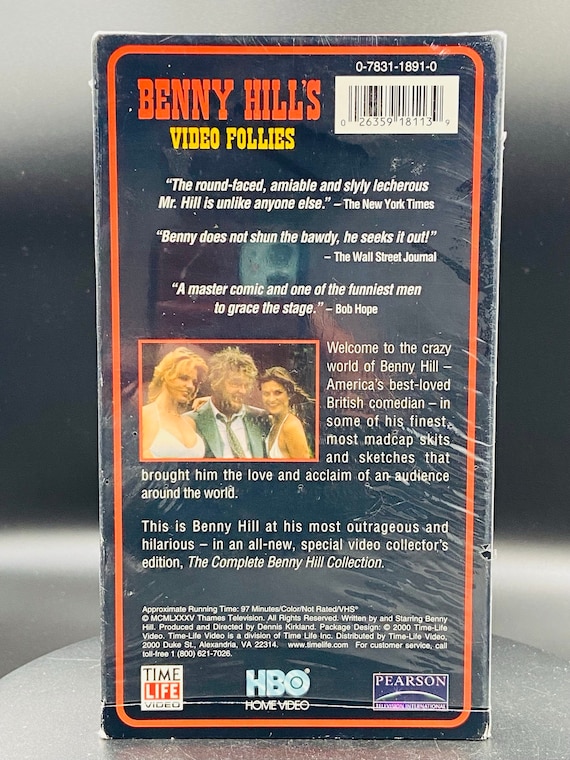 0-7831-1891-0
BENNY HILL'S
VIDEO FOLLIES
0 26359 18113 9
"The round-faced, amiable and slyly lecherous
Mr. Hill is unlike anyone else." – The New York Times
"Benny does not shun the bawdy, he seeks it out!"
– The Wall Street Journal
"A master comic and one of the funniest men
to grace the stage." – Bob Hope
Welcome to the crazy
world of Benny Hill –
America's best-loved
British comedian – in
some of his finest,
most madcap skits
and sketches that
brought him the love and acclaim of an audience
around the world.
This is Benny Hill at his most outrageous and
hilarious – in an all-new, special video collector's
edition, The Complete Benny Hill Collection.
Approximate Running Time: 97 Minutes/Color/Not Rated/VHS®
© MCMLXXXV Thames Television. All Rights Reserved. Written by and Starring Benny
Hill. Produced and Directed by Dennis Kirkland. Package Design: © 2000 Time-Life
Video. Time-Life Video is a division of Time Life Inc. Distributed by Time-Life Video,
2000 Duke St., Alexandria, VA 22314. www.timelife.com For customer service, call
toll-free 1 (800) 621-7026.
TIME
LIFE
VIDEO
HBO
HOME VIDEO
PEARSON
TELEVISION INTERNATIONAL